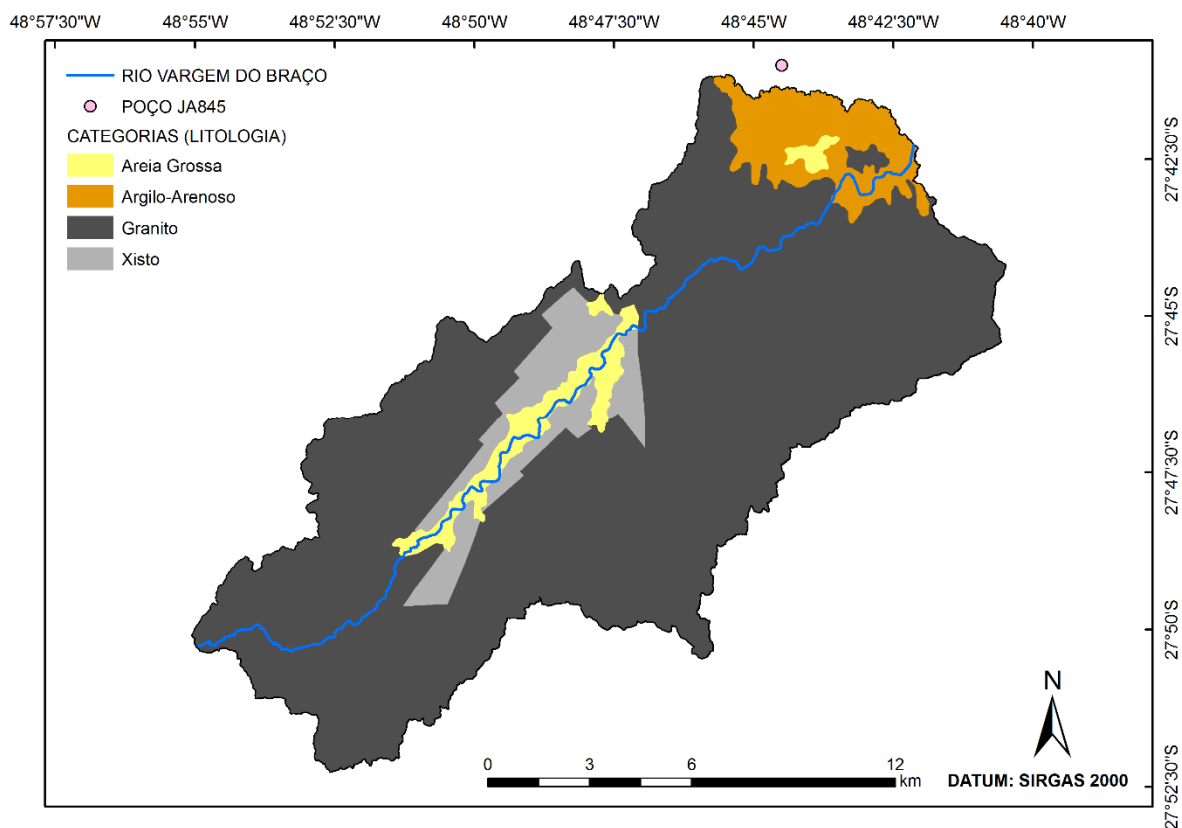 48°57'30"W 48°55'W 48°52'30"W 48°50'W 48°47'30"W 48°45'W 48°42'30"W 48°40'W
RIO VARGEM DO BRAÇO
POÇO JA845
CATEGORIAS (LITOLOGIA)
Areia Grossa
Argilo-Arenoso
Granito
Xisto
27°42'30"S
27°45'S
27°47'30"S
27°50'S
27°52'30"S
N
0 3 6 12
km
DATUM: SIRGAS 2000